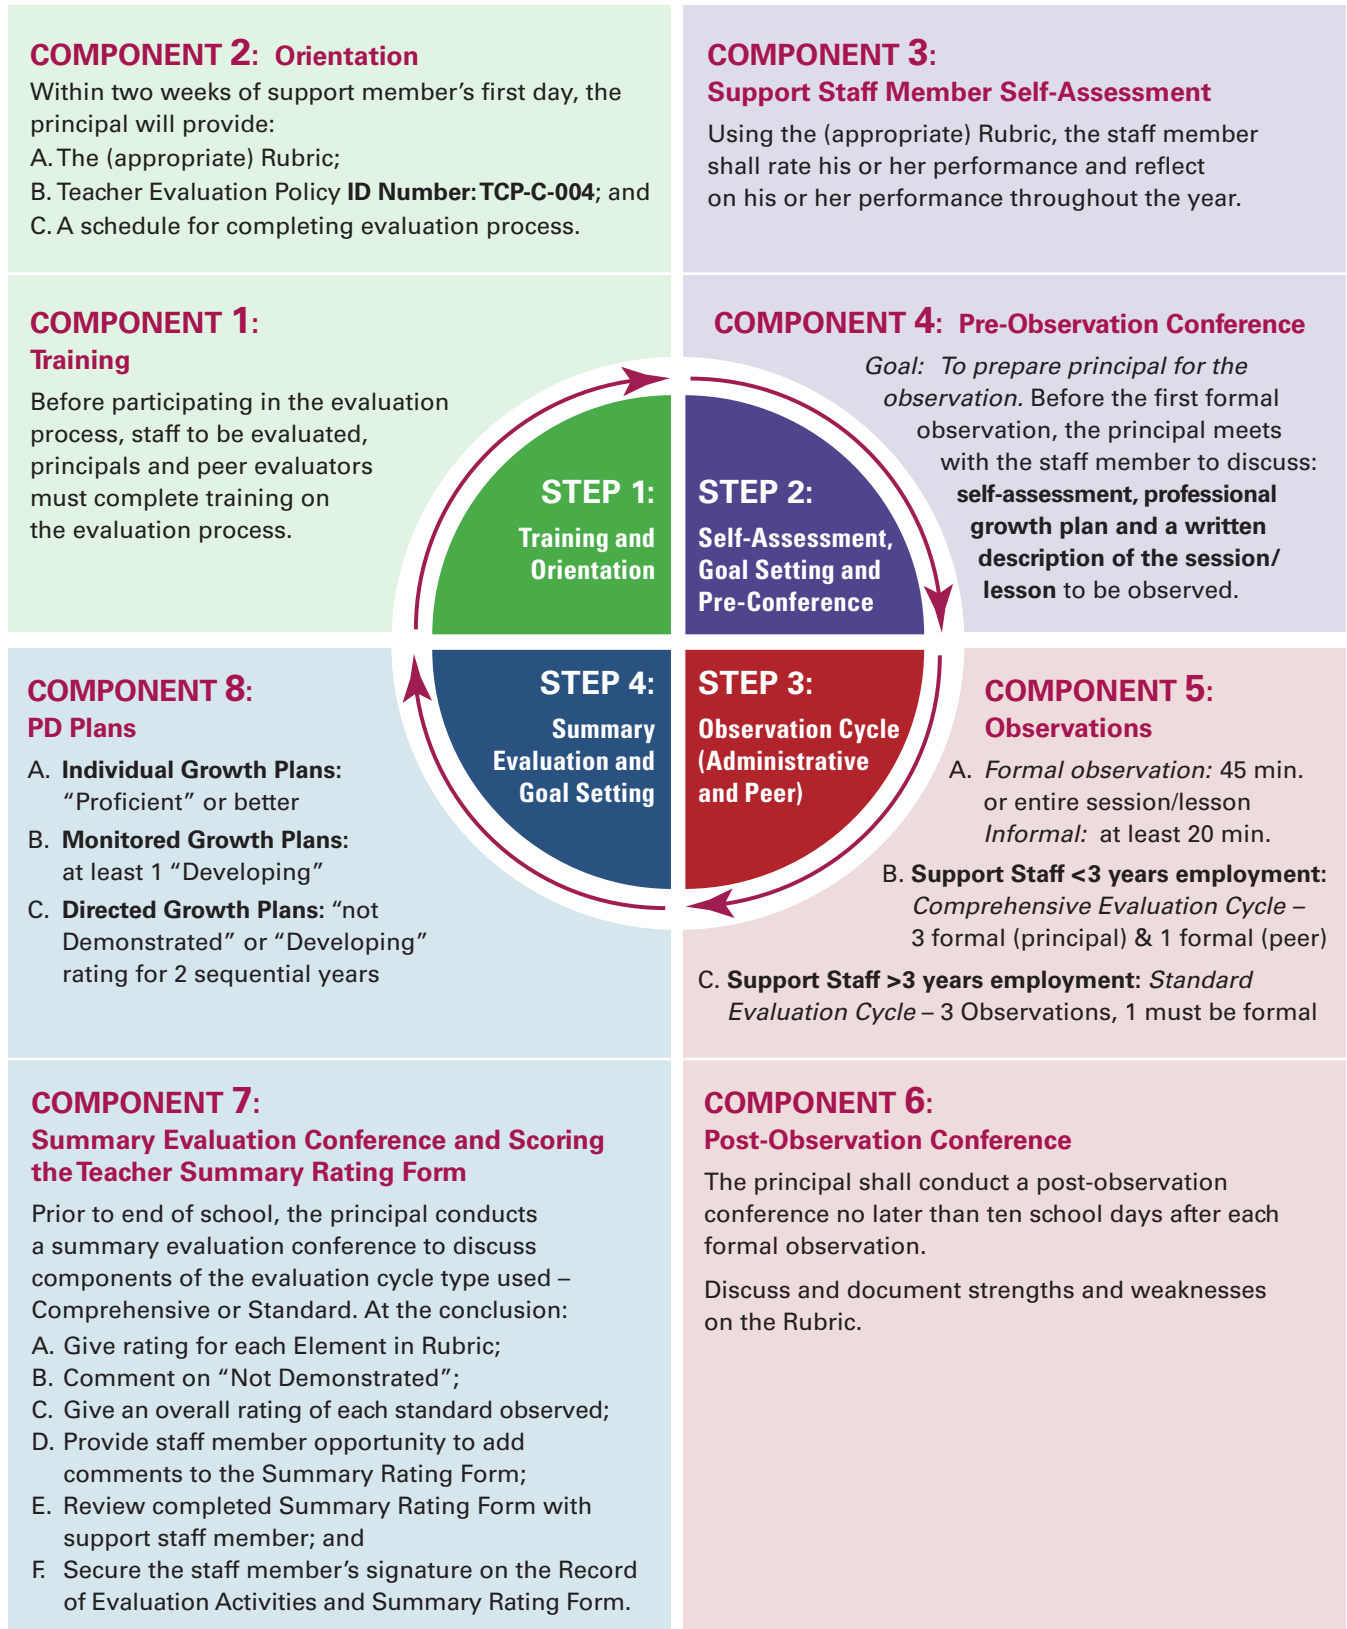 COMPONENT 2: Orientation
Within two weeks of support member’s first day, the
principal will provide:
A. The (appropriate) Rubric;
B. Teacher Evaluation Policy ID Number: TCP-C-004; and
C. A schedule for completing evaluation process.
COMPONENT 3:
Support Staff Member Self-Assessment
Using the (appropriate) Rubric, the staff member
shall rate his or her performance and reflect
on his or her performance throughout the year.
COMPONENT 1:
Training
Before participating in the evaluation
process, staff to be evaluated,
principals and peer evaluators
must complete training on
the evaluation process.
COMPONENT 4: Pre-Observation Conference
Goal: To prepare principal for the
observation. Before the first formal
observation, the principal meets
with the staff member to discuss:
self-assessment, professional
growth plan and a written
description of the session/
lesson to be observed.
STEP 1:
Training and
Orientation
STEP 2:
Self-Assessment,
Goal Setting and
Pre-Conference
STEP 4:
Summary
Evaluation and
Goal Setting
STEP 3:
Observation Cycle
(Administrative
and Peer)
COMPONENT 8:
PD Plans
A. Individual Growth Plans:
“Proficient” or better
B. Monitored Growth Plans:
at least 1 “Developing”
C. Directed Growth Plans: “not
Demonstrated” or “Developing”
rating for 2 sequential years
COMPONENT 5:
Observations
A. Formal observation: 45 min.
or entire session/lesson
Informal: at least 20 min.
B. Support Staff <3 years employment:
Comprehensive Evaluation Cycle –
3 formal (principal) & 1 formal (peer)
C. Support Staff >3 years employment: Standard
Evaluation Cycle – 3 Observations, 1 must be formal
COMPONENT 7:
Summary Evaluation Conference and Scoring
the Teacher Summary Rating Form
Prior to end of school, the principal conducts
a summary evaluation conference to discuss
components of the evaluation cycle type used –
Comprehensive or Standard. At the conclusion:
A. Give rating for each Element in Rubric;
B. Comment on “Not Demonstrated”;
C. Give an overall rating of each standard observed;
D. Provide staff member opportunity to add
comments to the Summary Rating Form;
E. Review completed Summary Rating Form with
support staff member; and
F. Secure the staff member’s signature on the Record
of Evaluation Activities and Summary Rating Form.
COMPONENT 6:
Post-Observation Conference
The principal shall conduct a post-observation
conference no later than ten school days after each
formal observation.
Discuss and document strengths and weaknesses
on the Rubric.